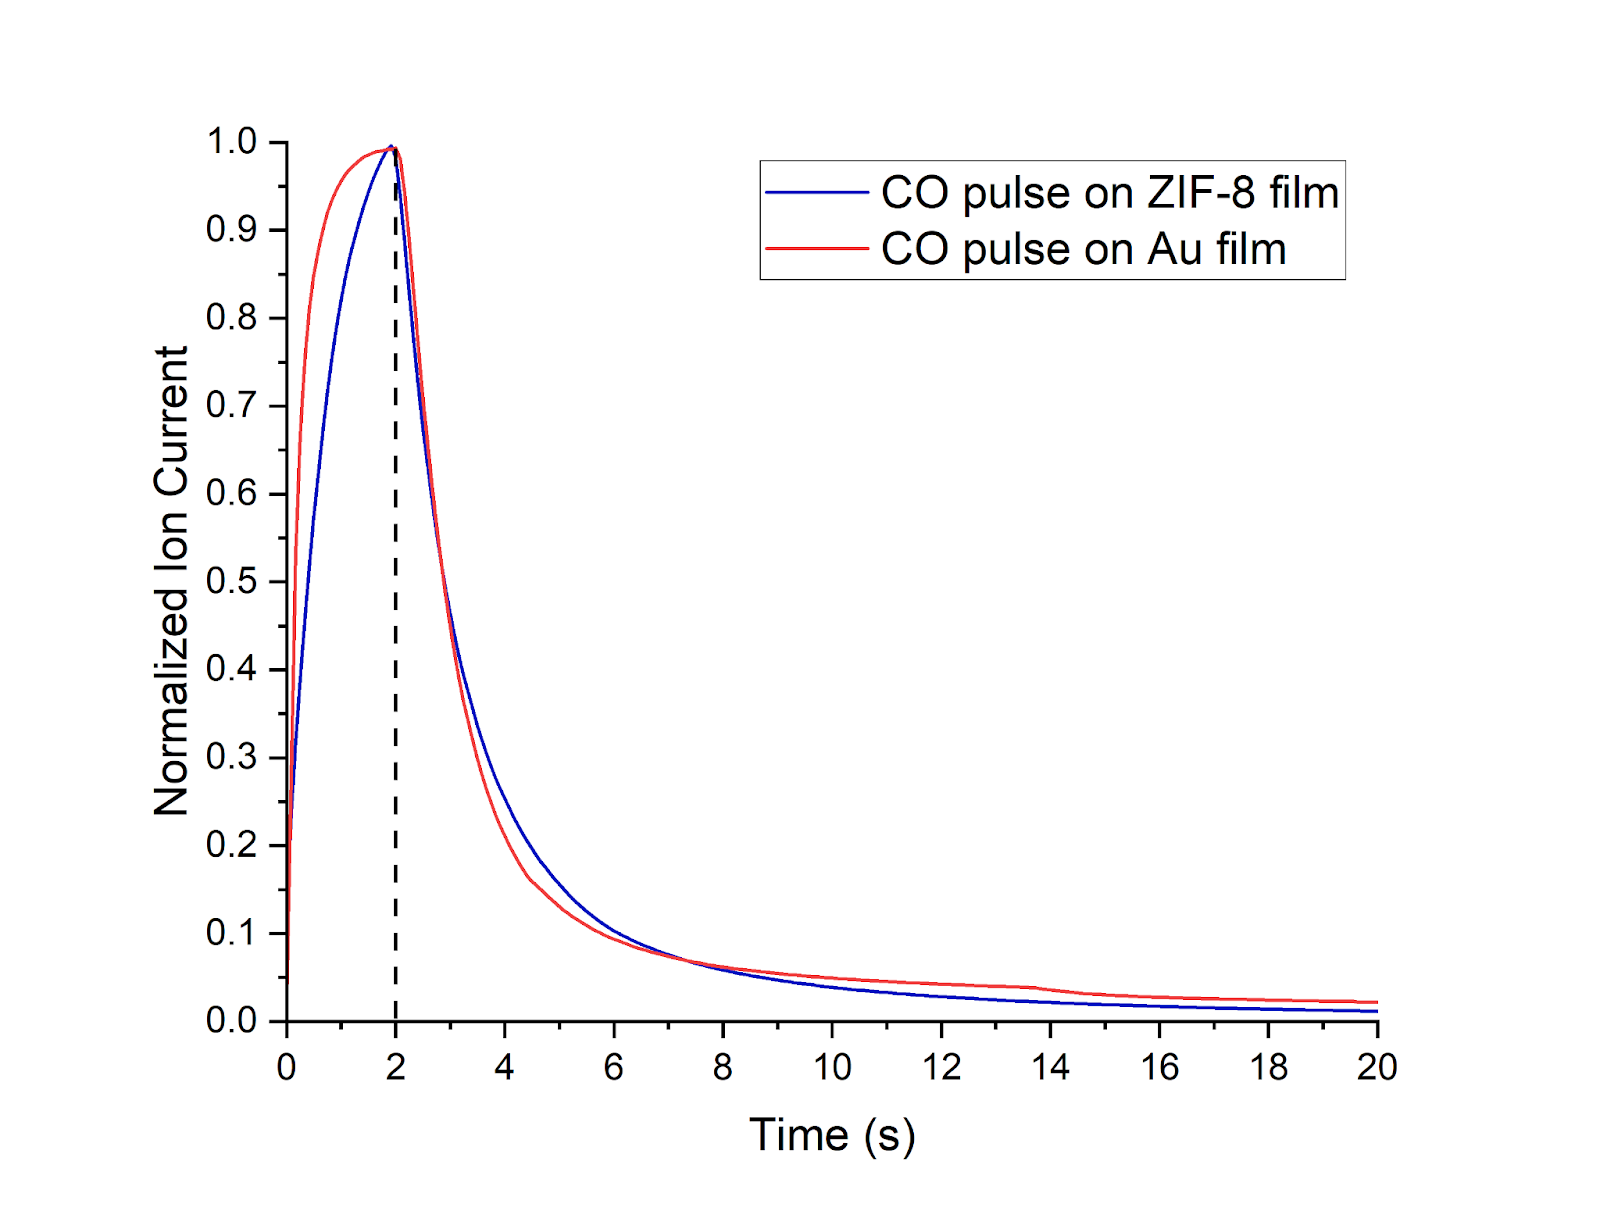 CO pulse on ZIF-8 film
CO pulse on Au film
Normalized Ion Current
1.0
0.9
0.8
0.7
0.6
0.5
0.4
0.3
0.2
0.1
0.0
0 2 4 6 8 10 12 14 16 18 20
Time (s)